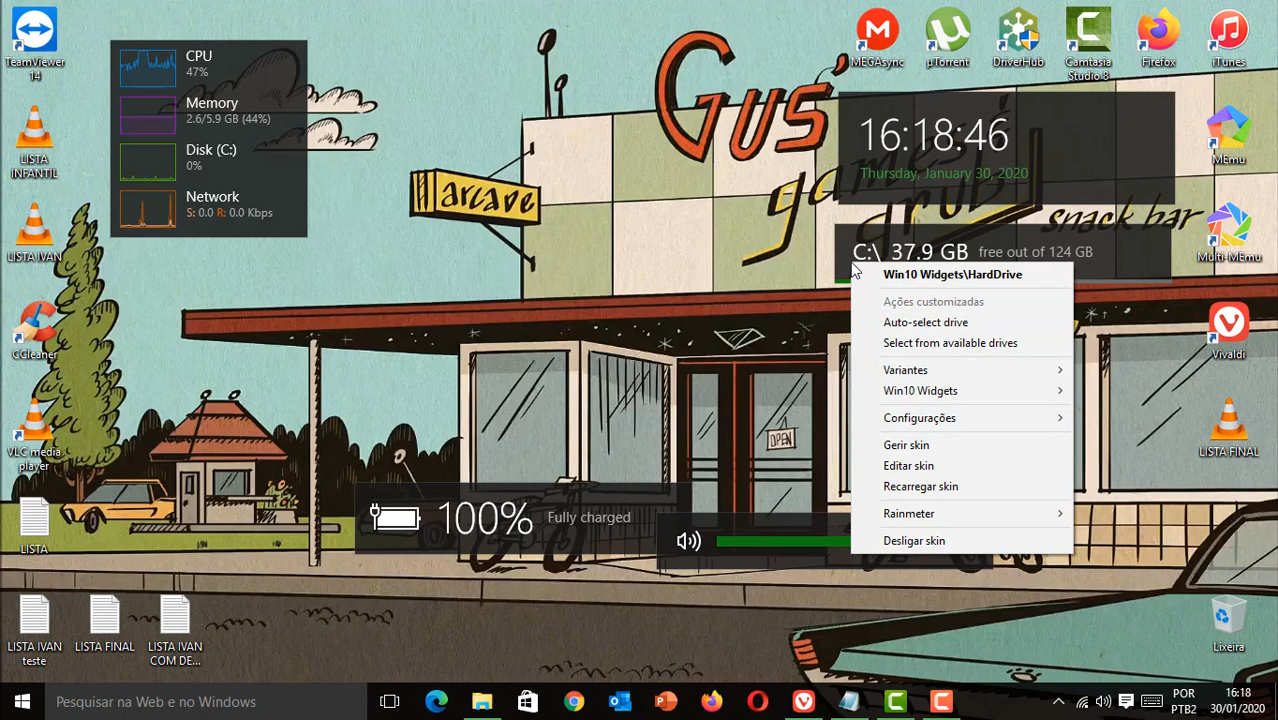 TeamViewer
14
LISTA
INFANTIL
LISTA IVAN
CCleaner
VLC media
player
LISTA
LISTA IVAN
teste
LISTA FINAL
LISTA IVAN
COM DE...
CPU
47%
Memory
2.6/5.9 GB (44%)
Disk (C:)
0%
Network
S: 0.0 R: 0.0 Kbps
arcave
Gus'
games!
grub
snack bar
OPEN
MEGAsync
µTorrent
DriverHub
Camtasia
Studio 8
Firefox
iTunes
16:18:46
Thursday, January 30, 2020
C:\ 37.9 GB free out of 124 GB
Win10 Widgets\HardDrive
Ações customizadas
Auto-select drive
Select from available drives
Variantes
Win10 Widgets
Configurações
Gerir skin
Editar skin
Recarregar skin
Rainmeter
Desligar skin
100% Fully charged
MEmu
Multi-MEmu
Vivaldi
LISTA FINAL
Lixeira
Pesquisar na Web e no Windows
POR
PTB2
16:18
30/01/2020